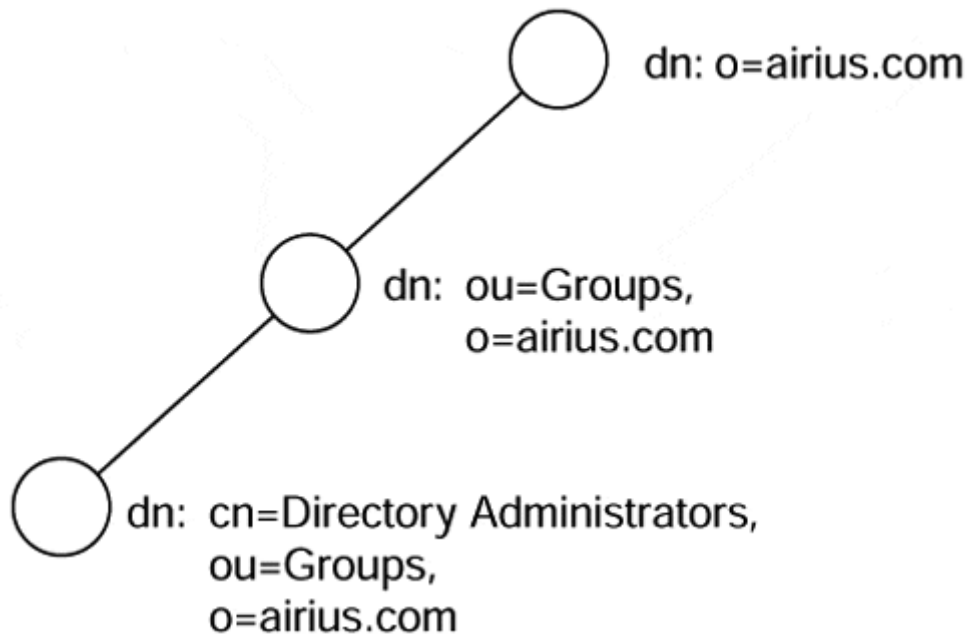 dn: o=airius.com
dn: ou=Groups,
o=airius.com
dn: cn=Directory Administrators,
ou=Groups,
o=airius.com